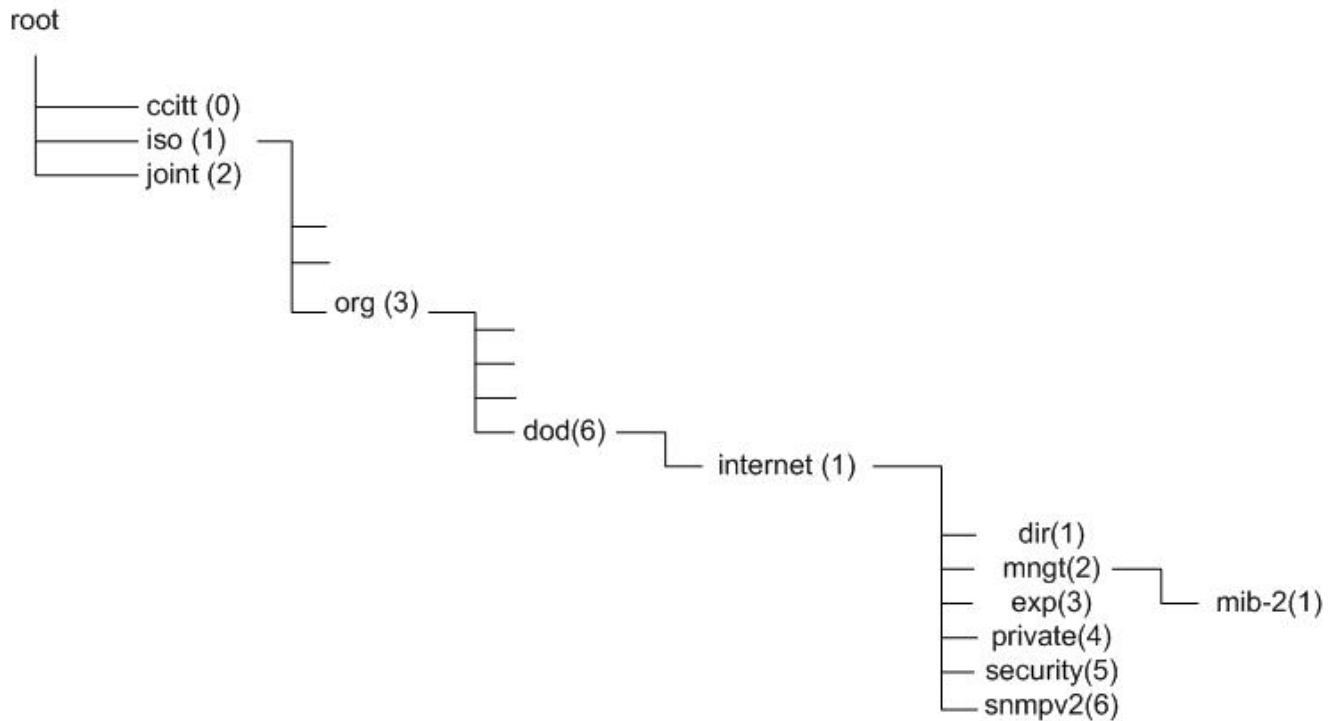 root
ccitt (0)
iso (1)
joint (2)
org (3)
dod(6)
internet (1)
dir(1)
mngt(2)
exp(3)
mib-2(1)
private(4)
security(5)
snmpv2(6)